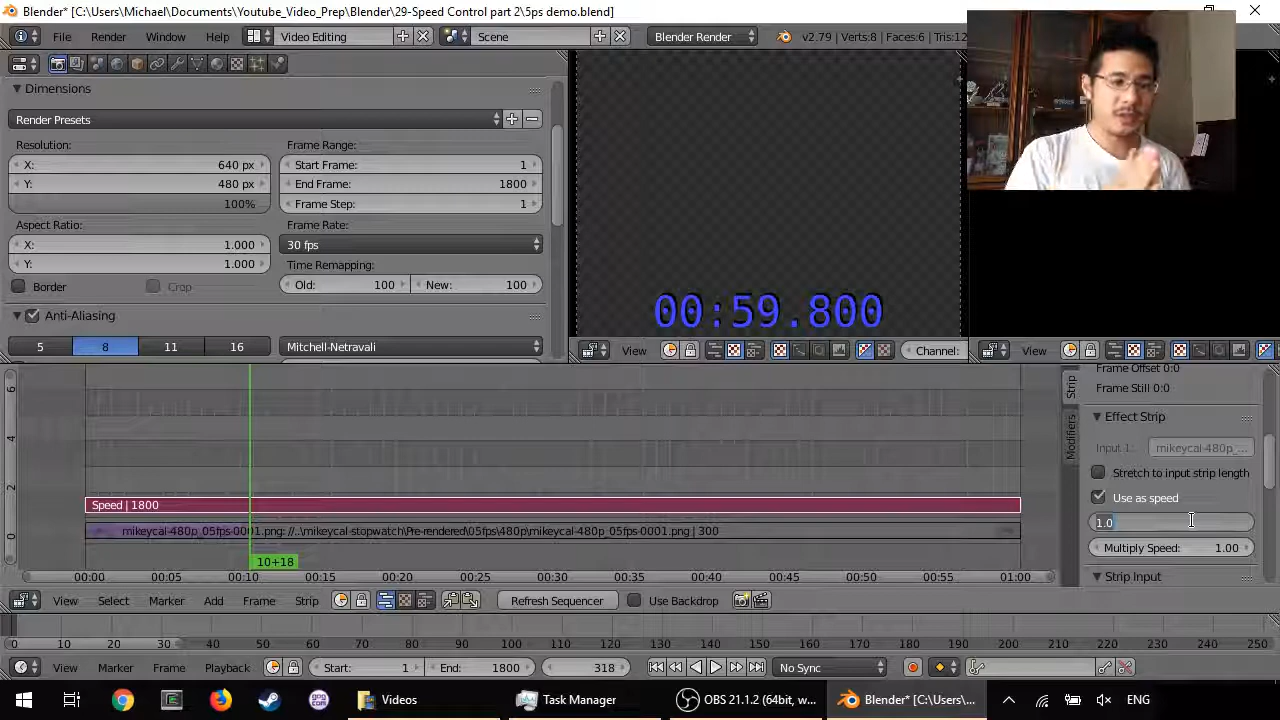 Blender* [C:\Users\Michael\Documents\Youtube_Video_Prep\Blender\29-Speed Control part 2\5ps demo.blend]
File Render Window Help Video Editing Scene Blender Render v2.79 | Verts:8 | Faces:6 | Tris:12
Dimensions
Render Presets
Resolution: Frame Range:
X: 640 px Start Frame: 1
Y: 480 px End Frame: 1800
100% Frame Step: 1
Aspect Ratio: Frame Rate:
X: 1.000 30 fps
Y: 1.000 Time Remapping:
Border Crop Old: 100 New: 100
Anti-Aliasing
5 8 11 16 Mitchell-Netravali
00:59.800
View Channel: View
Frame Offset 0:0
Frame Still 0:0
Effect Strip
Input 1: mikeycal-480p_...
Stretch to input strip length
Use as speed
1.0
Multiply Speed: 1.00
Strip Input
Strip
Modifiers
6
4
2
0
Speed | 1800
mikeycal-480p_05fps-0001.png: //..\mikeycal-stopwatch\Pre-rendered\05fps\480p\mikeycal-480p_05fps-0001.png | 300
10+18
00:00 00:05 00:10 00:15 00:20 00:25 00:30 00:35 00:40 00:45 00:50 00:55 01:00
View Select Marker Add Frame Strip Refresh Sequencer Use Backdrop
0 10 20 30 40 50 60 70 80 90 100 110 120 130 140 150 160 170 180 190 200 210 220 230 240 250
View Marker Frame Playback Start: 1 End: 1800 318 No Sync
Videos Task Manager OBS 21.1.2 (64bit, w... Blender* [C:\Users\... ENG